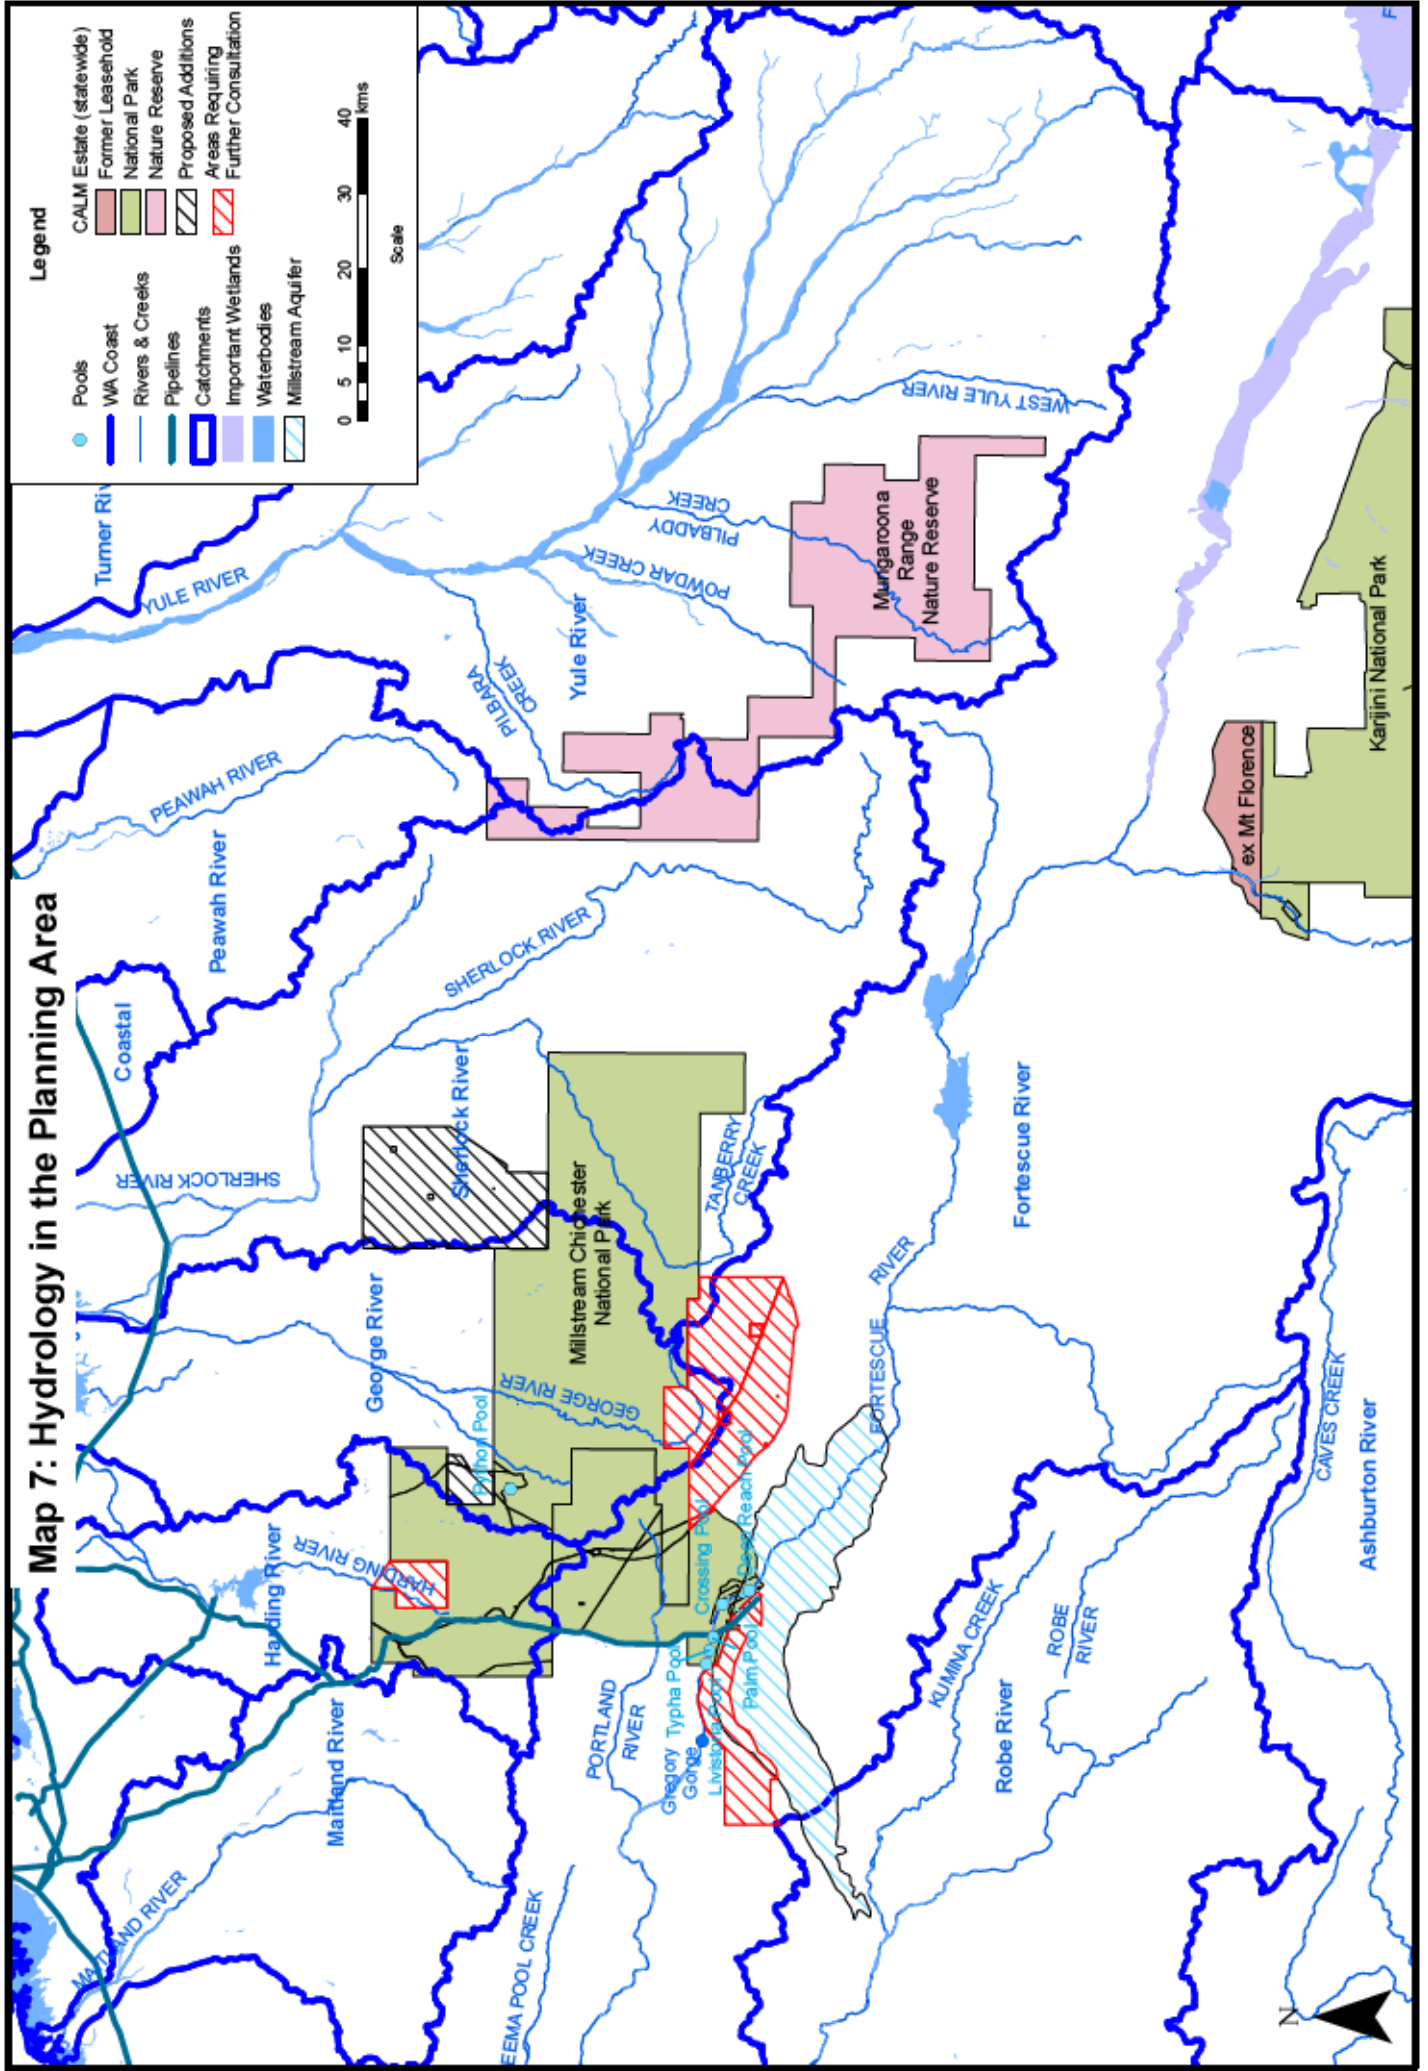 Map 7: Hydrology in the Planning Area
Legend
Pools
WA Coast
Rivers & Creeks
Pipelines
Catchments
Important Wetlands
Waterbodies
Millstream Aquifer
CALM Estate (statewide)
Former Leasehold
National Park
Nature Reserve
Proposed Additions
Areas Requiring
Further Consultation
0 5 10 20 30 40 kms
Scale
Turner Riv
YULE RIVER
PEAWAH RIVER
Peawah River
Coastal
SHERLOCK RIVER
SHERLOCK RIVER
Sherlock River
George River
GEORGE RIVER
Harding River
HARDING RIVER
Maitland River
MAITLAND RIVER
EEMA POOL CREEK
PORTLAND
RIVER
Python Pool
Millstream Chichester
National Park
TANBERRY
CREEK
Gregory
Gorge
Typha Pool
Livistonia Pool
Palm Pool
Crossing Pool
Deep Reach Pool
FORTESCUE
RIVER
Fortescue River
PILBARA
CREEK
Yule River
POWDAR CREEK
PILBADDY
CREEK
WEST YULE RIVER
Mungaroona
Range
Nature Reserve
ex Mt Florence
Karijini National Park
KUMINA CREEK
ROBE
RIVER
Robe River
CAVES CREEK
Ashburton River
F
N